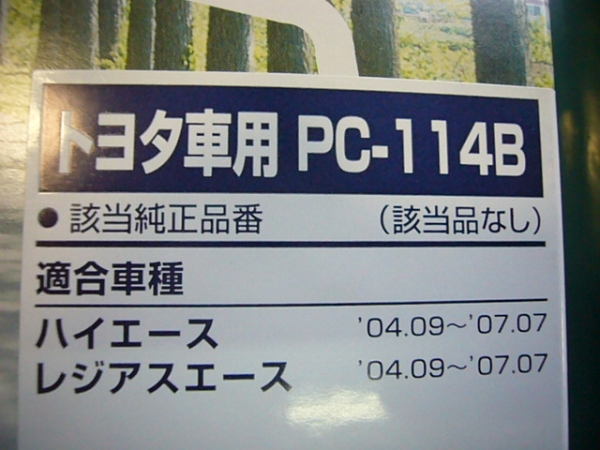 トヨタ車用 PC-114B
●該当純正品番 (該当品なし)
適合車種
ハイエース '04.09～'07.07
レジアスエース '04.09～'07.07